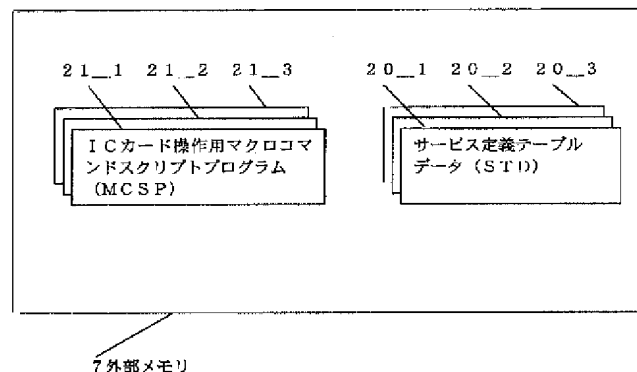 21_1 21_2 21_3
20_1 20_2 20_3
ICカード操作用マクロコマ
ンドスクリプトプログラム
(MCSP)
サービス定義テーブル
データ(STD)
7外部メモリ